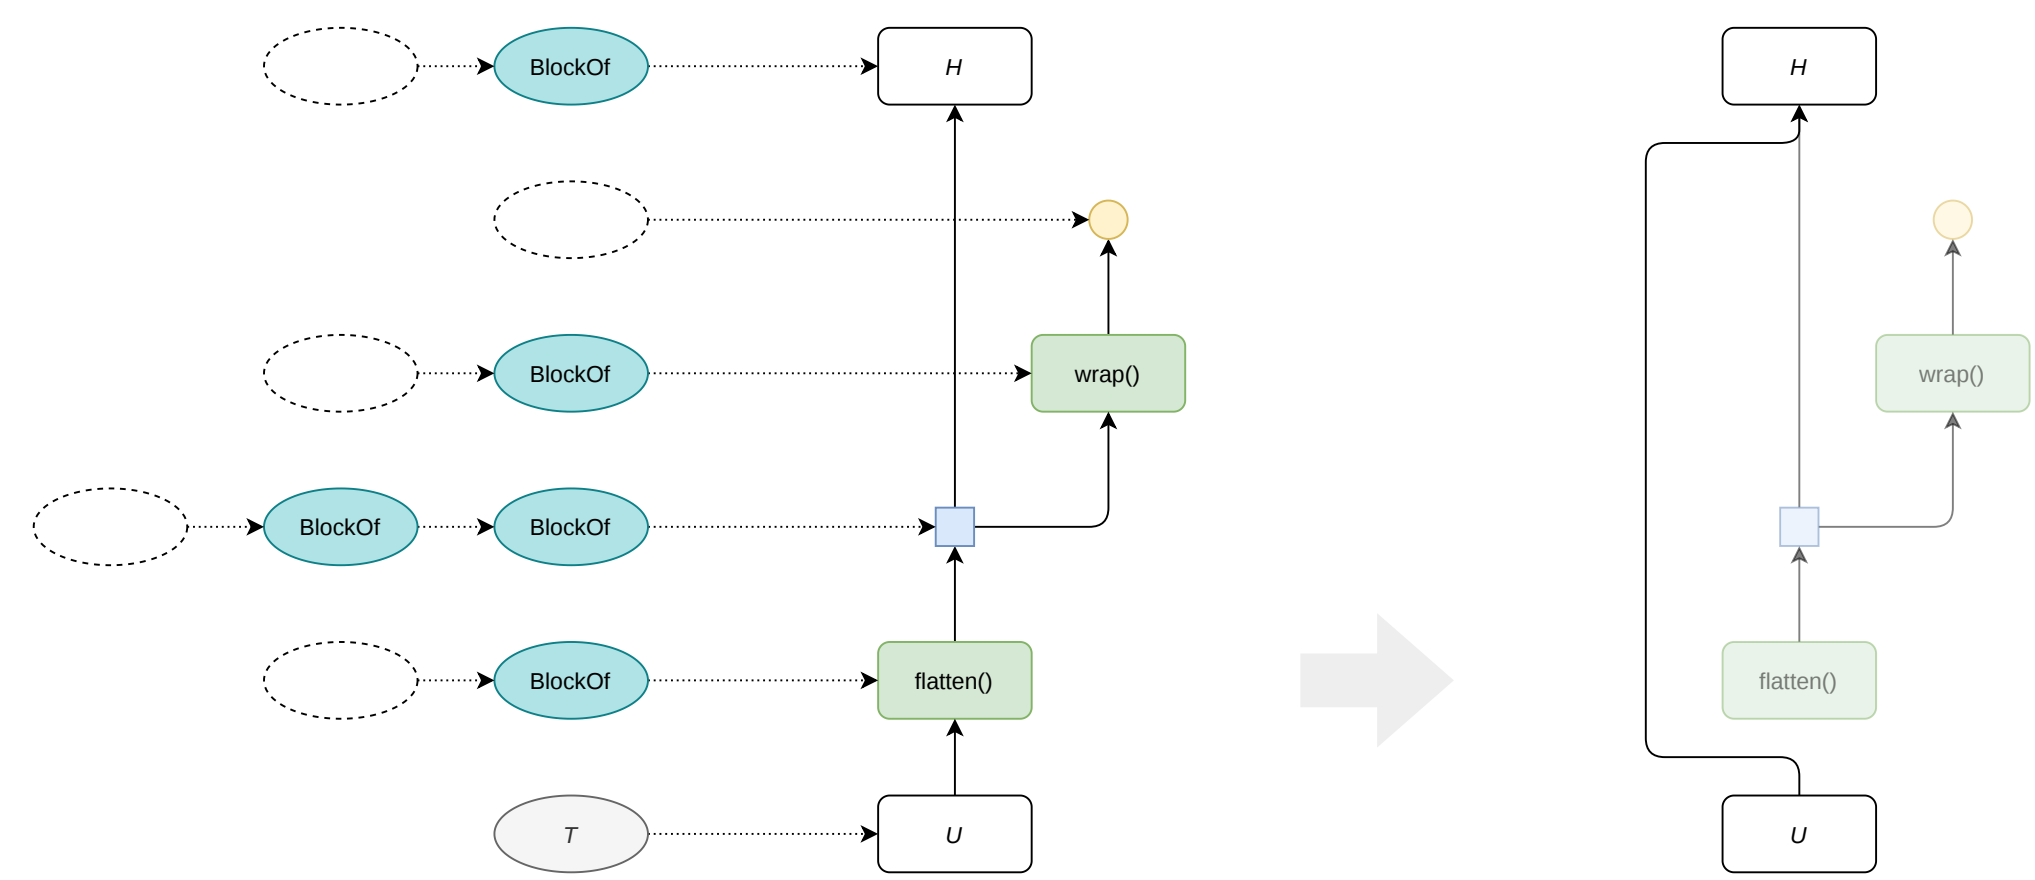 BlockOf
H
H
BlockOf
wrap()
wrap()
BlockOf
BlockOf
BlockOf
flatten()
flatten()
T
U
U